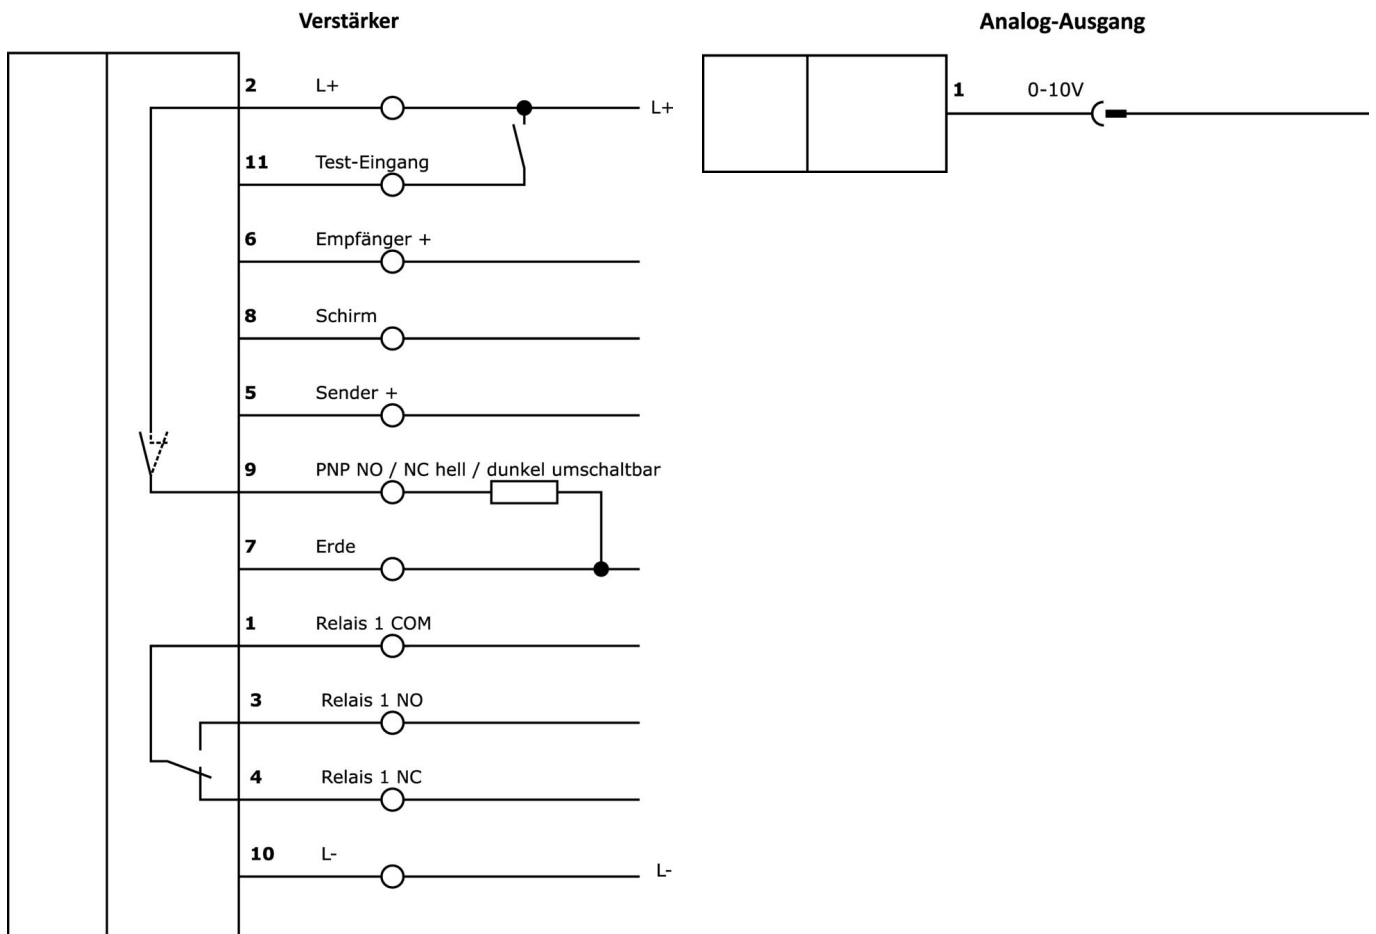 Verstärker
2 L+
L+
11 Test-Eingang
6 Empfänger +
8 Schirm
5 Sender +
9 PNP NO / NC hell / dunkel umschaltbar
7 Erde
1 Relais 1 COM
3 Relais 1 NO
4 Relais 1 NC
10 L-
L-
Analog-Ausgang
1 0-10V